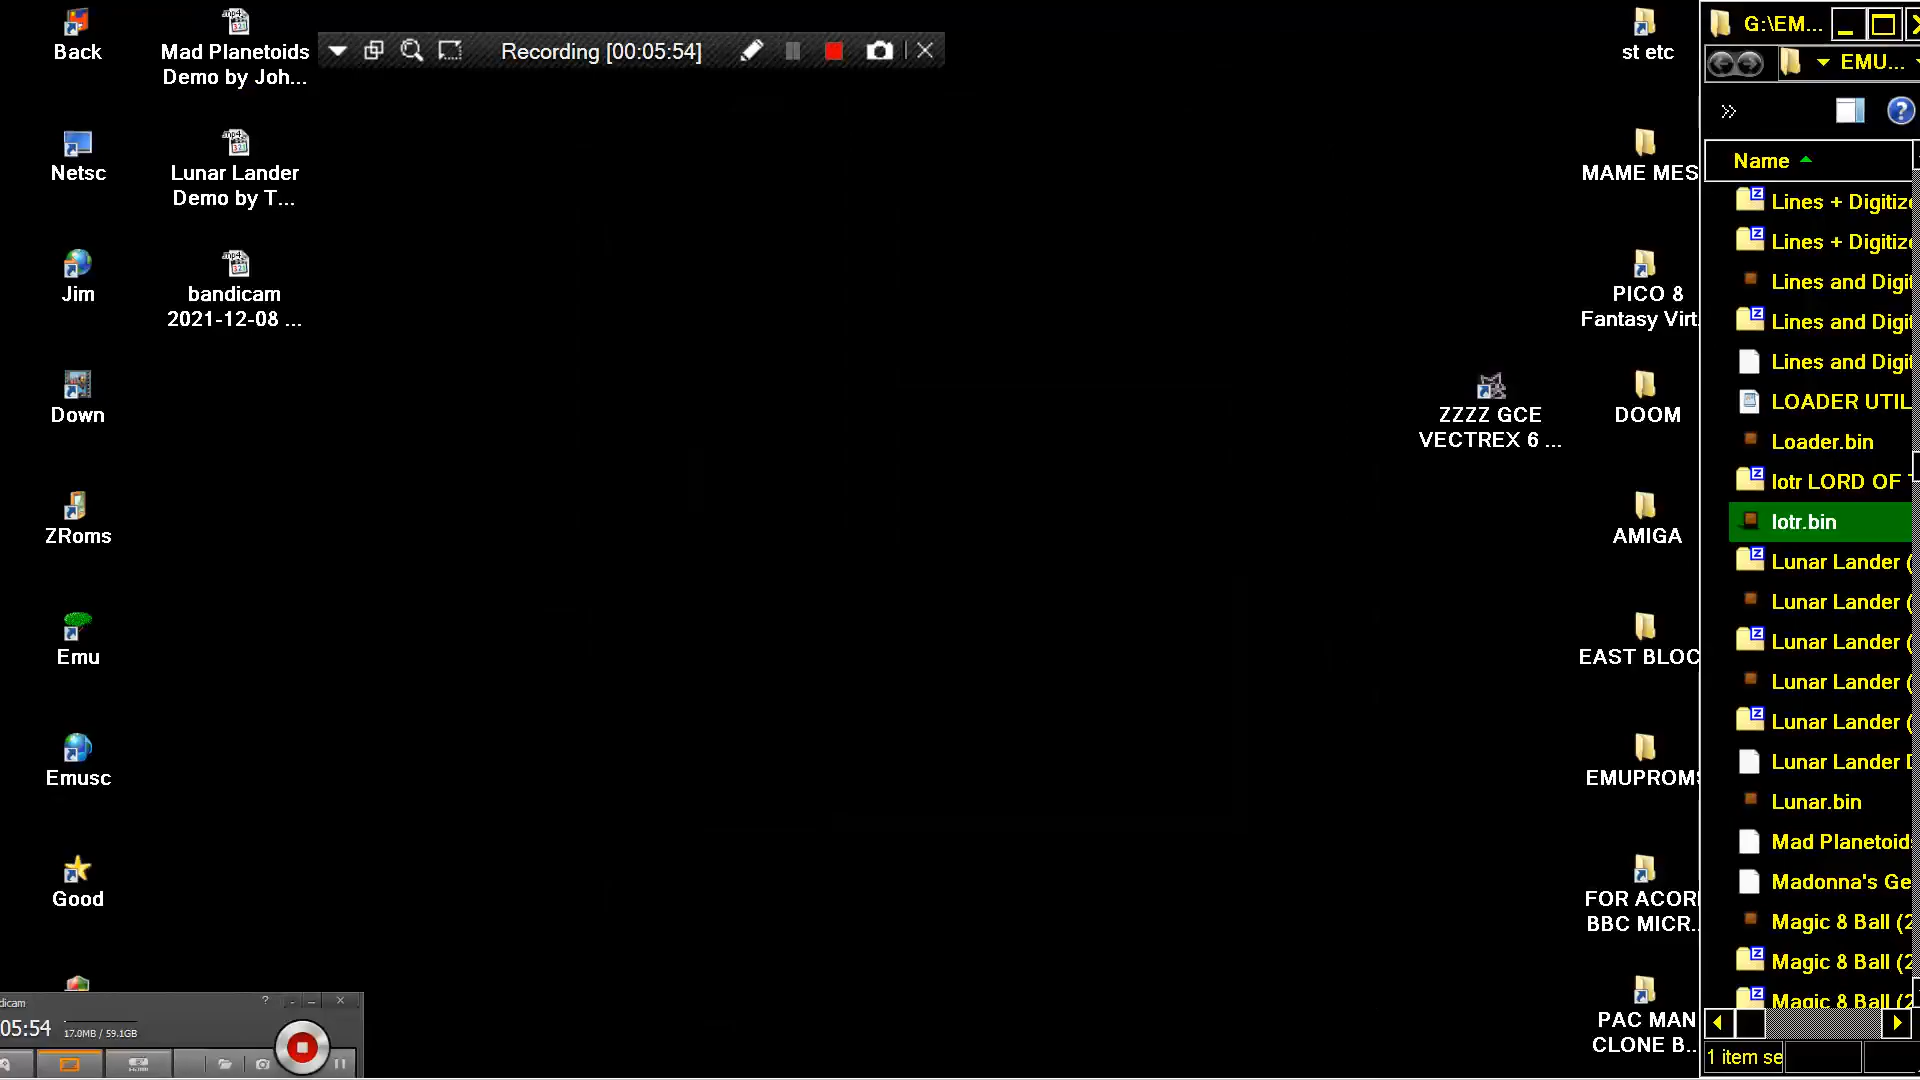 Back
Mad Planetoids
Demo by Joh...
Recording [00:05:54]
st etc
G:\EM...
EMU...
Netsc
Lunar Lander
Demo by T...
MAME MES
Name
Lines + Digitiz
Lines + Digitiz
Lines and Digi
Lines and Digi
Lines and Digi
LOADER UTIL
Loader.bin
lotr LORD OF
lotr.bin
Lunar Lander (
Lunar Lander (
Lunar Lander (
Lunar Lander (
Lunar Lander (
Lunar Lander
Lunar.bin
Mad Planetoid
Madonna's Ge
Magic 8 Ball (2
Magic 8 Ball (2
Magic 8 Ball (2
1 item se
Jim
bandicam
2021-12-08 ...
PICO 8
Fantasy Virt.
Down
ZZZZ GCE
VECTREX 6 ...
DOOM
ZRoms
AMIGA
Emu
EAST BLOC
Emusc
EMUPROMS
Good
FOR ACOR
BBC MICR..
PAC MAN
CLONE B..
dicam
05:54
17.0MB / 59.1GB